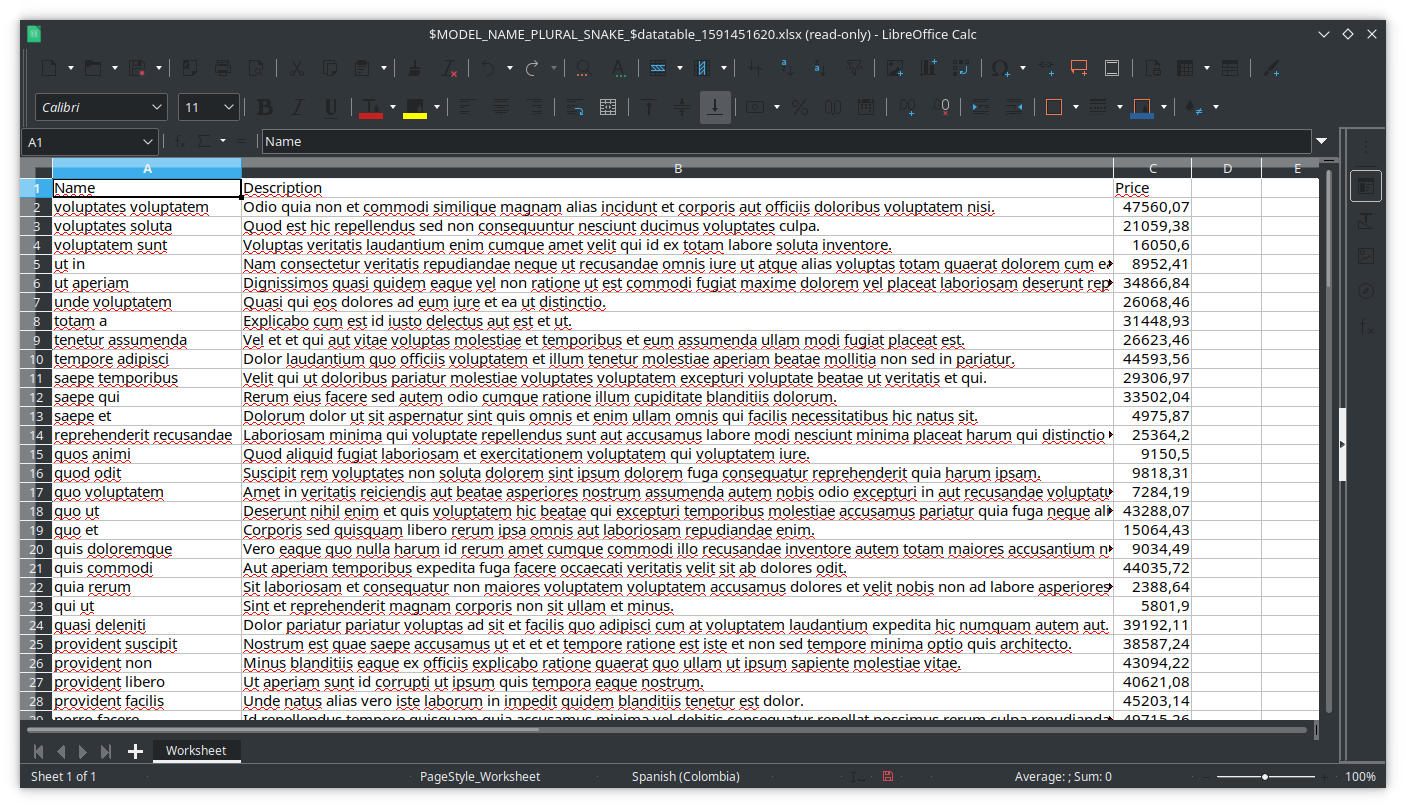 $MODEL_NAME_PLURAL_SNAKE_$datatable_1591451620.xlsx (read-only) - LibreOffice Calc
Calibri 11
A1 Name
A B C D E
1 Name Description Price
2 voluptates voluptatem Odio quia non et commodi similique magnam alias incidunt et corporis aut officiis doloribus voluptatem nisi. 47560,07
3 voluptates soluta Quod est hic repellendus sed non consequuntur nesciunt ducimus voluptates culpa. 21059,38
4 voluptatem sunt Voluptas veritatis laudantium enim cumque amet velit qui id ex totam labore soluta inventore. 16050,6
5 ut in Nam consectetur veritatis repudiandae neque ut recusandae omnis iure ut atque alias voluptas totam quaerat dolorem cum 8952,41
6 ut aperiam Dignissimos quasi quidem eaque vel non ratione ut est commodi fugiat maxime dolorem vel placeat laboriosam deserunt 34866,84
7 unde voluptatem Quasi qui eos dolores ad eum iure et ea ut distinctio. 26068,46
8 totam a Explicabo cum est id iusto delectus aut est et ut. 31448,93
9 tenetur assumenda Vel et et qui aut vitae voluptas molestiae et temporibus et eum assumenda ullam modi fugiat placeat est. 26623,46
10 tempore adipisci Dolor laudantium quo officiis voluptatem et illum tenetur molestiae aperiam beatae mollitia non sed in pariatur. 44593,56
11 saepe temporibus Velit qui ut doloribus pariatur molestiae voluptates voluptatem excepturi voluptate beatae ut veritatis et qui. 29306,97
12 saepe qui Rerum eius facere sed autem odio cumque ratione illum cupiditate blanditiis dolorum. 33502,04
13 saepe et Dolorum dolor ut sit aspernatur sint quis omnis et enim ullam omnis qui facilis necessitatibus hic natus sit. 4975,87
14 reprehenderit recusandae Laboriosam minima qui voluptate repellendus sunt aut accusamus labore modi nesciunt minima placeat harum qui distinctio 25364,2
15 quos animi Quod aliquid fugiat laboriosam et exercitationem voluptatem qui voluptatem iure. 9150,5
16 quod odit Suscipit rem voluptates non soluta dolorem sint ipsum dolorem fuga consequatur reprehenderit quia harum ipsam. 9818,31
17 quo voluptatem Amet in veritatis reiciendis aut beatae asperiores nostrum assumenda autem nobis odio excepturi in aut recusandae 7284,19
18 quo ut Deserunt nihil enim et quis voluptatem hic beatae qui excepturi temporibus molestiae accusamus pariatur quia fuga neque 43288,07
19 quo et Corporis sed quisquam libero rerum ipsa omnis aut laboriosam repudiandae enim. 15064,43
20 quis doloremque Vero eaque quo nulla harum id rerum amet cumque commodi illo recusandae inventore autem totam maiores accusantium 9034,49
21 quis commodi Aut aperiam temporibus expedita fuga facere occaecati veritatis velit sit ab dolores odit. 44035,72
22 quia rerum Sit laboriosam et consequatur non maiores voluptatem voluptatem accusamus dolores et velit nobis non ad labore asperiores 2388,64
23 qui ut Sint et reprehenderit magnam corporis non sit ullam et minus. 5801,9
24 quasi deleniti Dolor pariatur pariatur voluptas ad sit et facilis quo adipisci cum at voluptatem laudantium expedita hic numquam autem aut. 39192,11
25 provident suscipit Nostrum est quae saepe accusamus ut et et et tempore ratione est iste et non sed tempore minima optio quis architecto. 38587,24
26 provident non Minus blanditiis eaque ex officiis explicabo ratione quaerat quo ullam ut ipsum sapiente molestiae vitae. 43094,22
27 provident libero Ut aperiam sunt id corrupti ut ipsum quis tempora eaque nostrum. 40621,08
28 provident facilis Unde natus alias vero iste laborum in impedit quidem blanditiis tenetur est dolor. 45203,14
29 porro facere Id repellendus tempore quisquam quia accusamus minima vel debitis consequatur repellat possimus rerum culpa 49715,26
Worksheet
Sheet 1 of 1 PageStyle_Worksheet Spanish (Colombia) Average: ; Sum: 0 100%